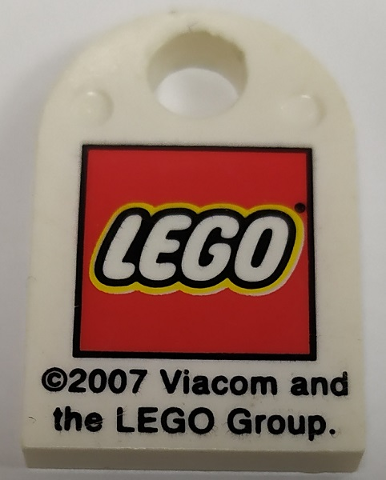 LEGO
©2007 Viacom and
the LEGO Group.